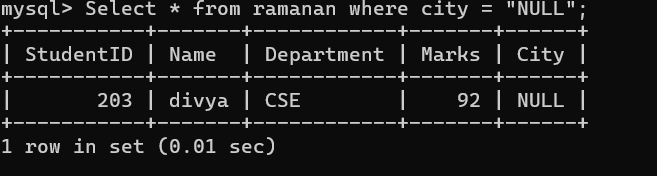 mysql> Select * from ramanan where city = "NULL";
+-----------+-------+------------+-------+------+
| StudentID | Name  | Department | Marks | City |
+-----------+-------+------------+-------+------+
|       203 | divya | CSE        |    92 | NULL |
+-----------+-------+------------+-------+------+
1 row in set (0.01 sec)